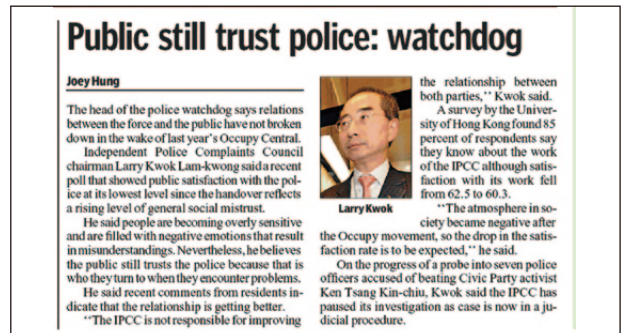 Public still trust police: watchdog
Joey Hung
The head of the police watchdog says relations
between the force and the public have not broken
down in the wake of last year's Occupy Central.
Independent Police Complaints Council
chairman Larry Kwok Lam-kwong said a recent
poll that showed public satisfaction with the pol-
ice at its lowest level since the handover reflects
a rising level of general social mistrust.
He said people are becoming overly sensitive
and are filled with negative emotions that result
in misunderstandings. Nevertheless, he believes
the public still trusts the police because that is
who they turn to when they encounter problems.
He said recent comments from residents in-
dicate that the relationship is getting better.
"The IPCC is not responsible for improving
Larry Kwok
the relationship between
both parties," Kwok said.
A survey by the Univer-
sity of Hong Kong found 85
percent of respondents say
they know about the work
of the IPCC although satis-
faction with its work fell
from 62.5 to 60.3.
"The atmosphere in so-
ciety became negative after
the Occupy movement, so the drop in the satis-
faction rate is to be expected," he said.
On the progress of a probe into seven police
officers accused of beating Civic Party activist
Ken Tsang Kin-chiu, Kwok said the IPCC has
paused its investigation as case is now in a ju-
dicial procedure.